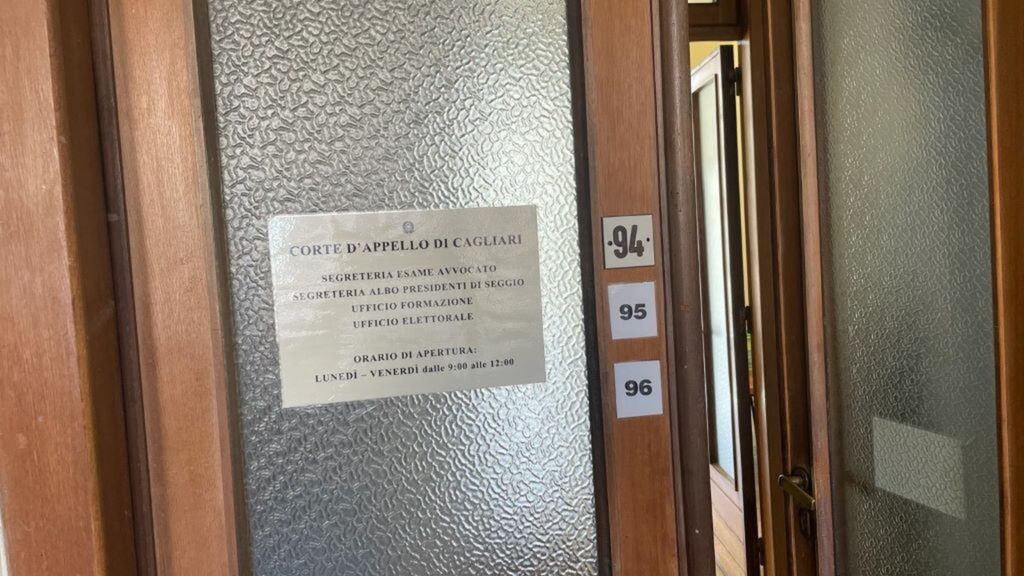 CORTE D'APPELLO DI CAGLIARI
SEGRETERIA ESAME AVVOCATO
SEGRETERIA ALBO PRESIDENTI DI SEGGIO
UFFICIO FORMAZIONE
UFFICIO ELETTORALE
ORARIO DI APERTURA:
LUNEDÌ – VENERDÌ dalle 9:00 alle 12:00
·94·
95
96